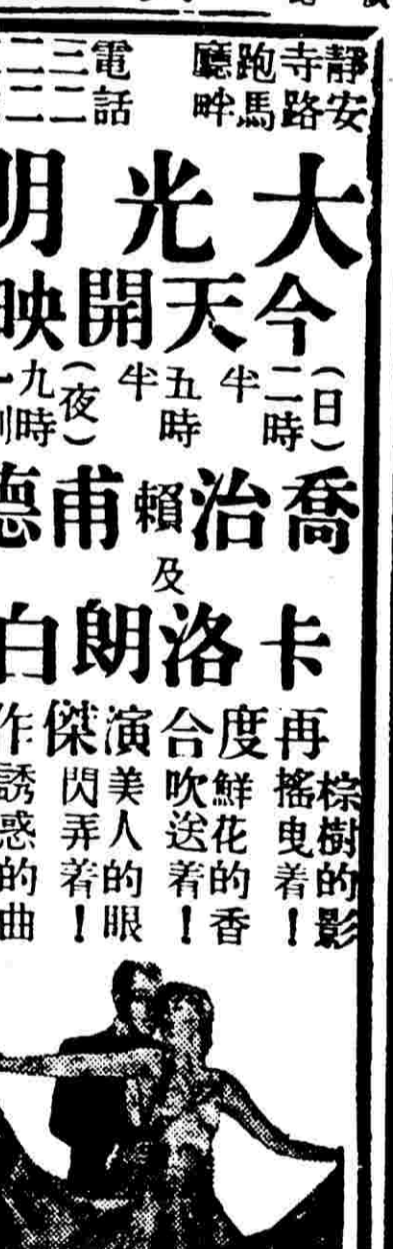 靜安
寺路
跑馬
廳畔
電話
三二
二二
大光明
今天開映
（日）
二時
半
五時
半
（夜）
九時
喬治賴甫德
及
卡洛朗白
再度合演傑作
棕樹的影
搖曳着！
鮮花的香
吹送着！
美人的眼
閃弄着！
誘惑的曲